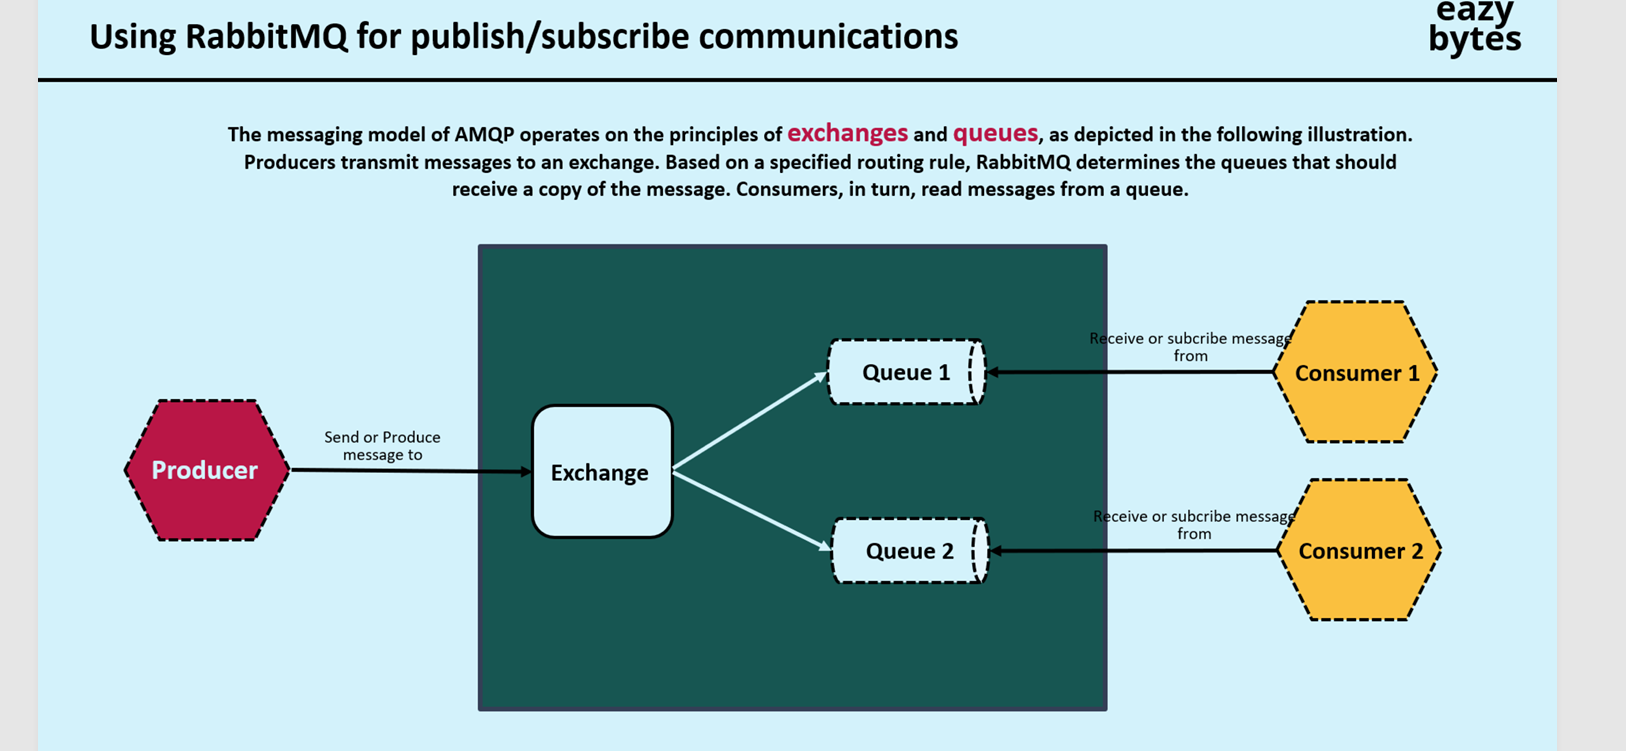 Using RabbitMQ for publish/subscribe communications
eazy
bytes
The messaging model of AMQP operates on the principles of exchanges and queues, as depicted in the following illustration.
Producers transmit messages to an exchange. Based on a specified routing rule, RabbitMQ determines the queues that should
receive a copy of the message. Consumers, in turn, read messages from a queue.
Producer
Send or Produce
message to
Exchange
Queue 1
Receive or subcribe message
from
Consumer 1
Queue 2
Receive or subcribe message
from
Consumer 2